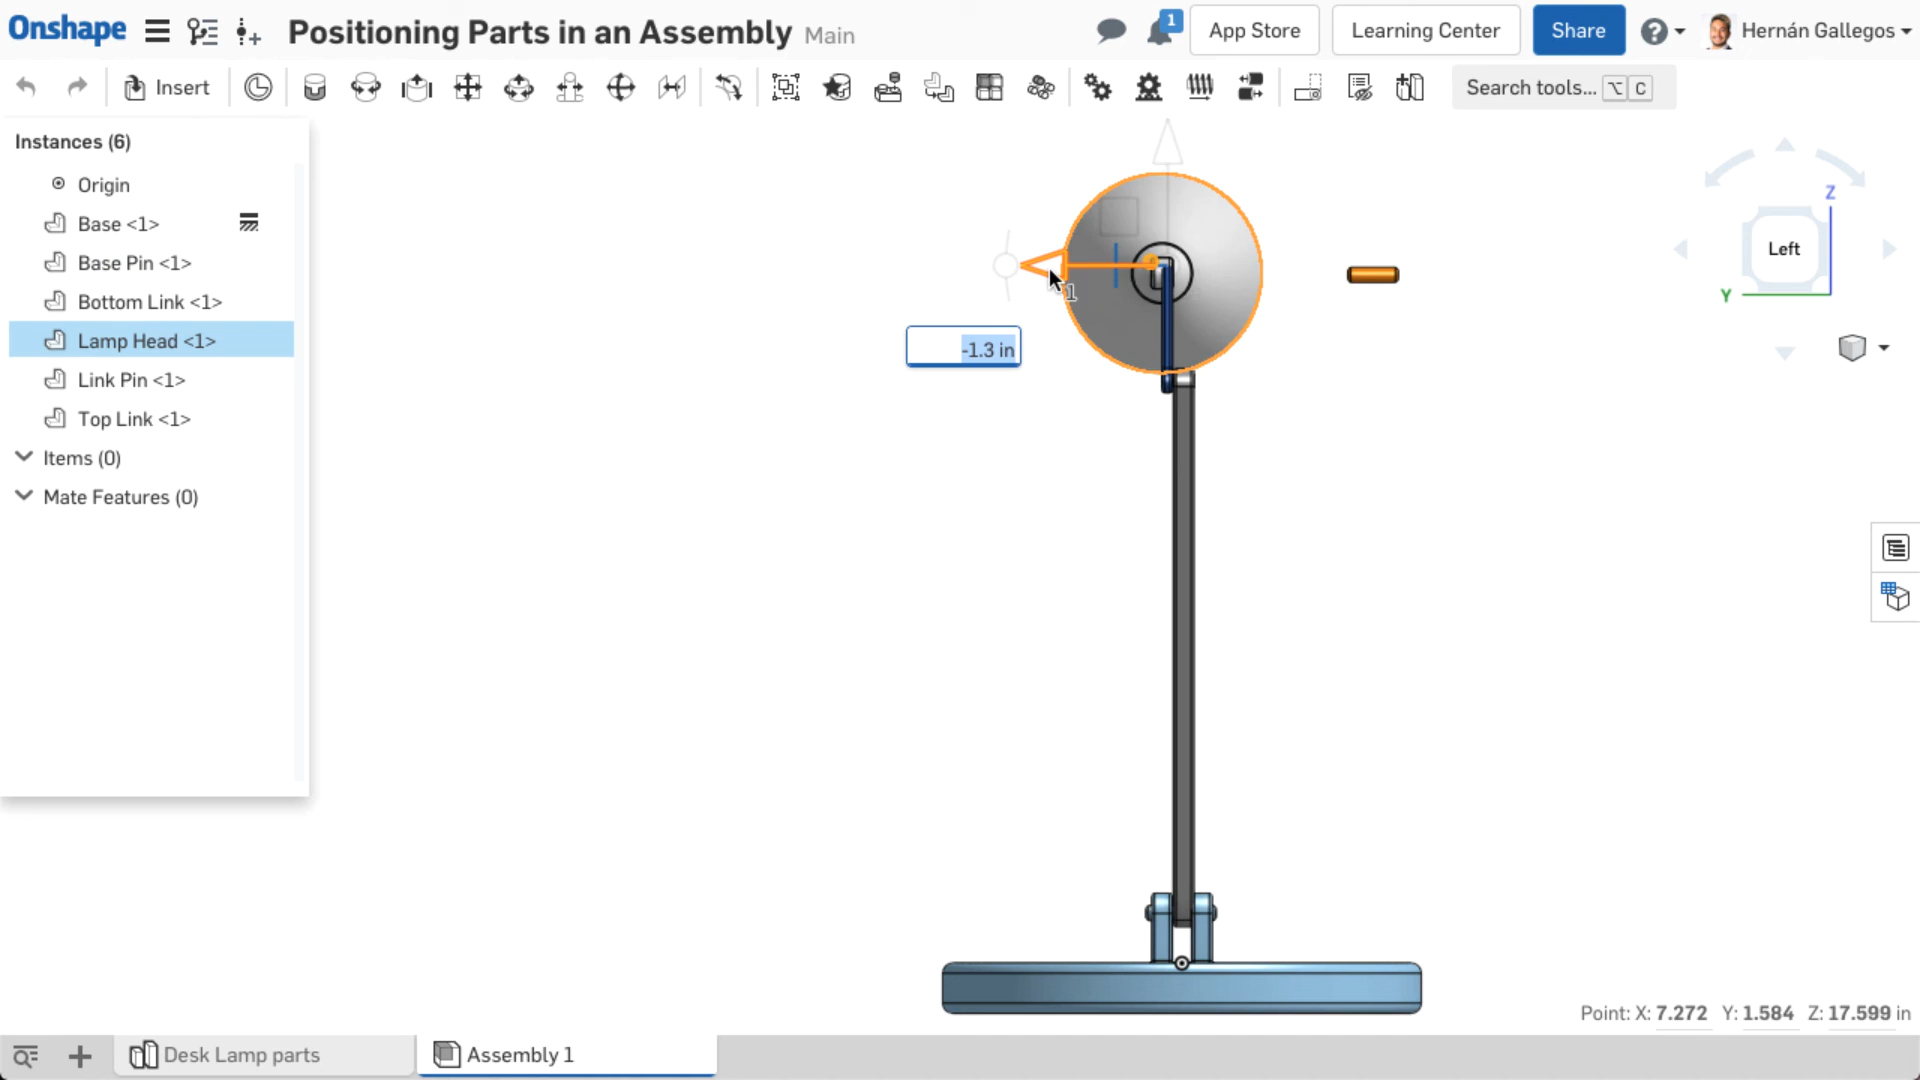 Onshape
Positioning Parts in an Assembly Main
1
App Store
Learning Center
Share
Hernán Gallegos
Insert
Search tools... ⌥ C
Instances (6)
Origin
Base <1>
Base Pin <1>
Bottom Link <1>
Lamp Head <1>
Link Pin <1>
Top Link <1>
Items (0)
Mate Features (0)
1
-1.3 in
Z
Left
Y
Point: X: 7.272 Y: 1.584 Z: 17.599 in
Desk Lamp parts
Assembly 1